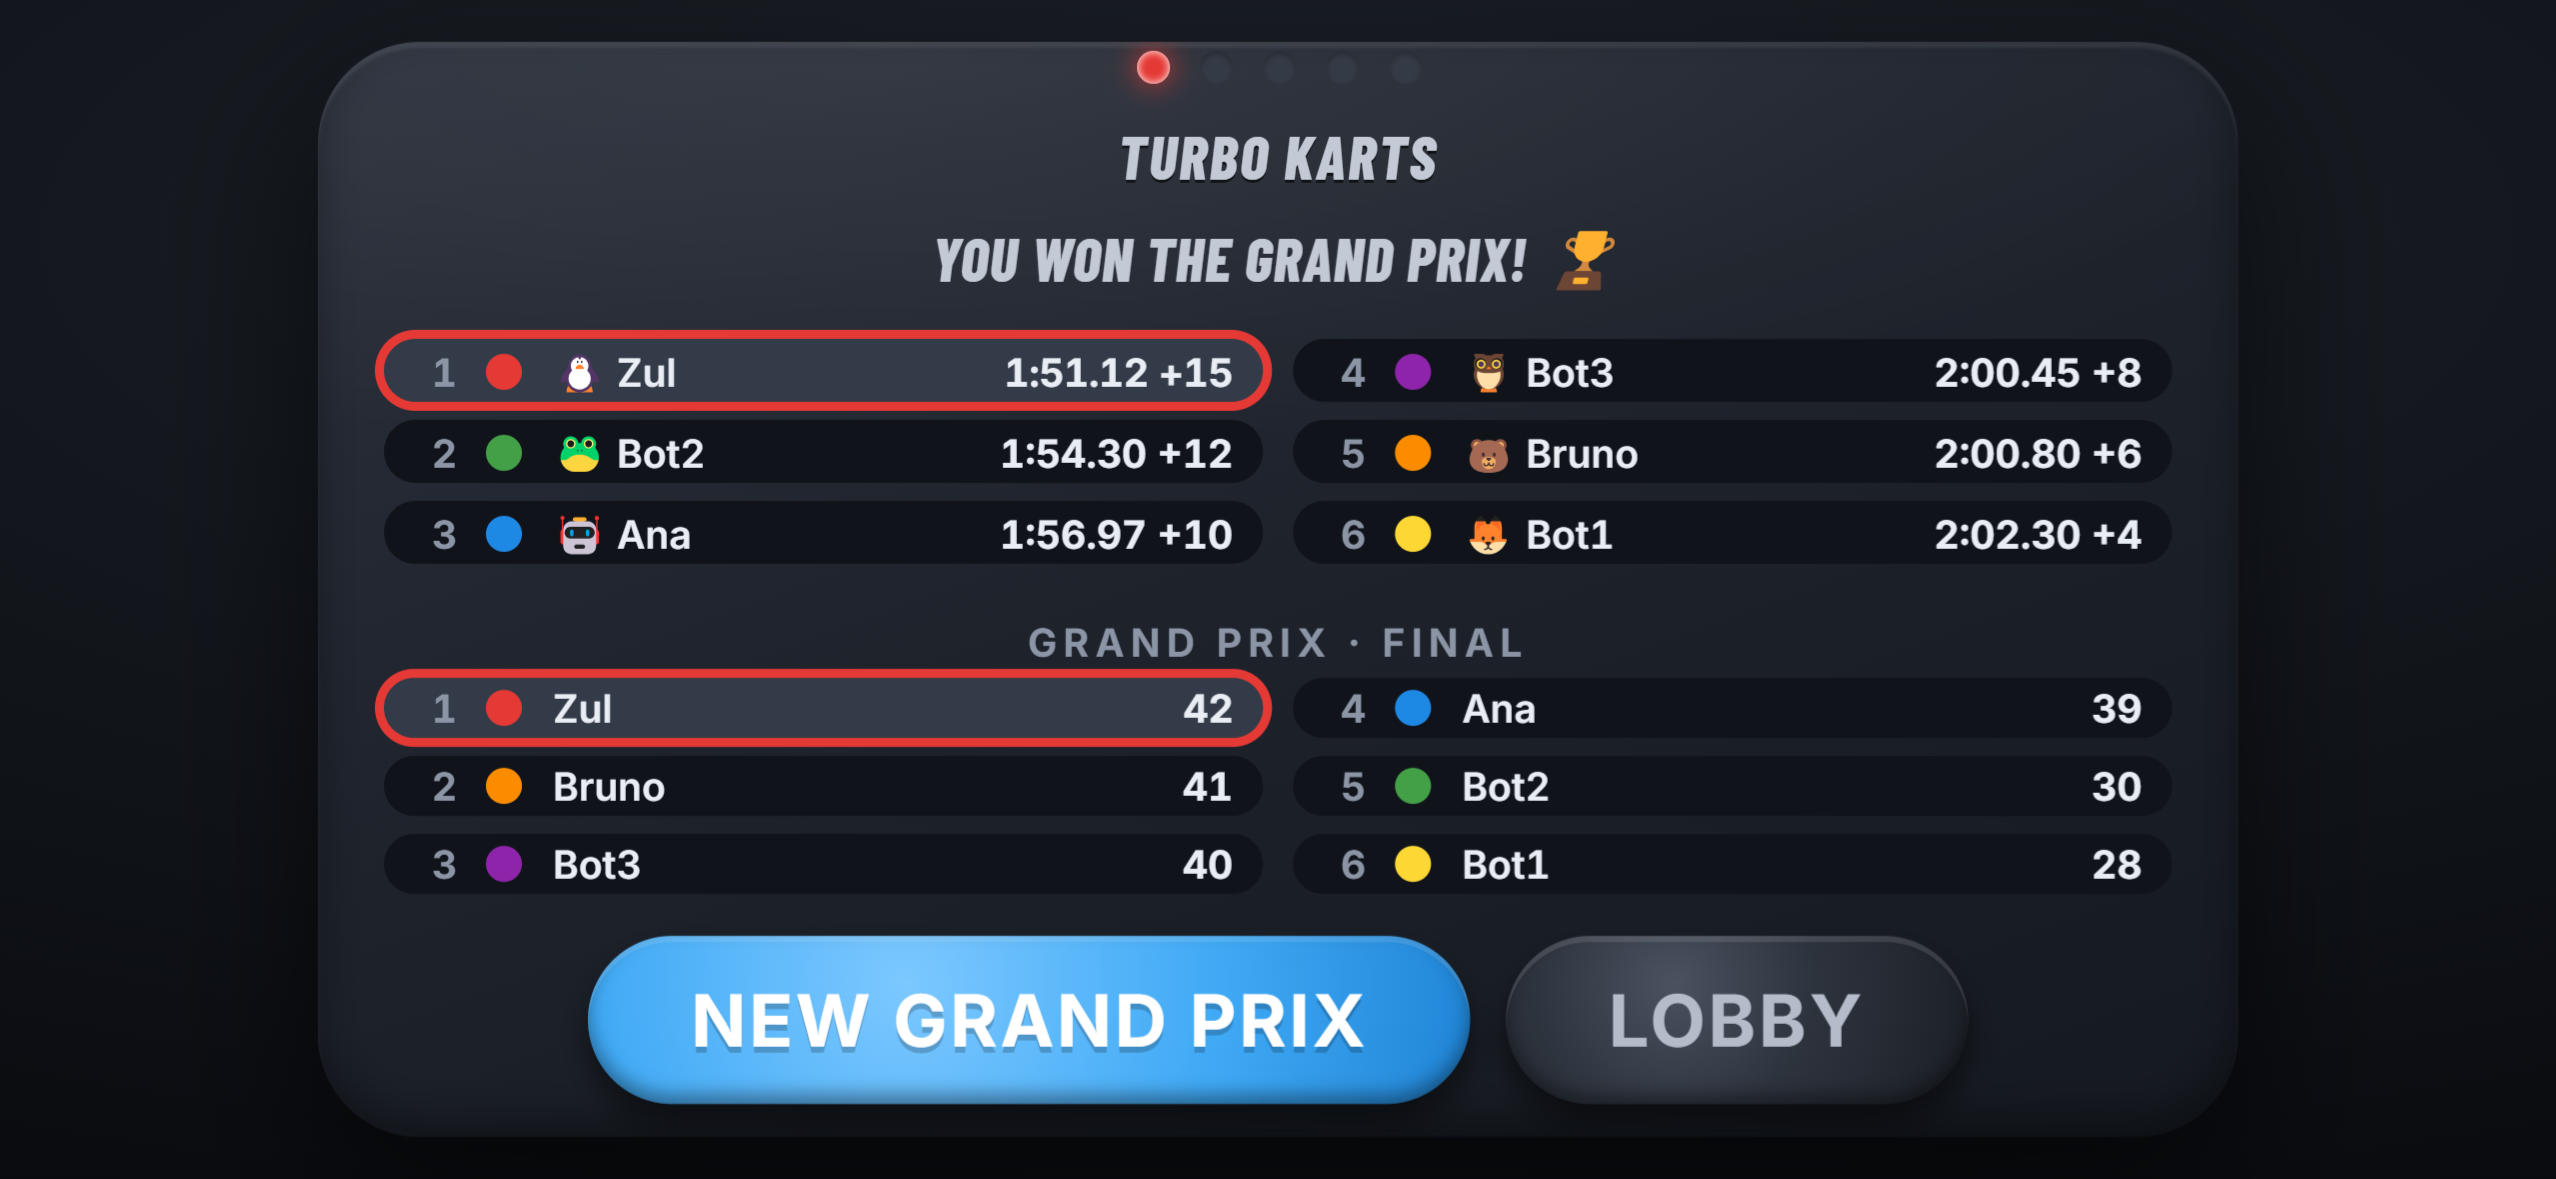 TURBO KARTS
YOU WON THE GRAND PRIX!
1 Zul 1:51.12 +15
2 Bot2 1:54.30 +12
3 Ana 1:56.97 +10
4 Bot3 2:00.45 +8
5 Bruno 2:00.80 +6
6 Bot1 2:02.30 +4
GRAND PRIX · FINAL
1 Zul 42
2 Bruno 41
3 Bot3 40
4 Ana 39
5 Bot2 30
6 Bot1 28
NEW GRAND PRIX
LOBBY